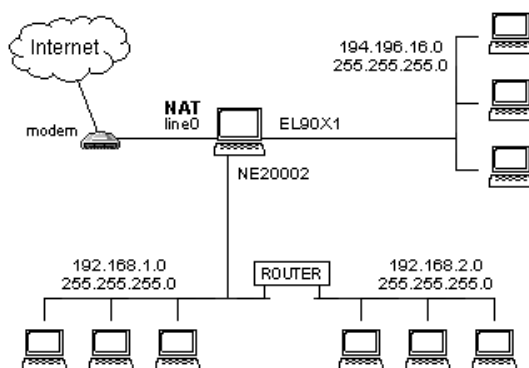 Internet
194.196.16.0
255.255.255.0
NAT
line0
EL90X1
modem
NE20002
192.168.1.0
255.255.255.0
ROUTER
192.168.2.0
255.255.255.0